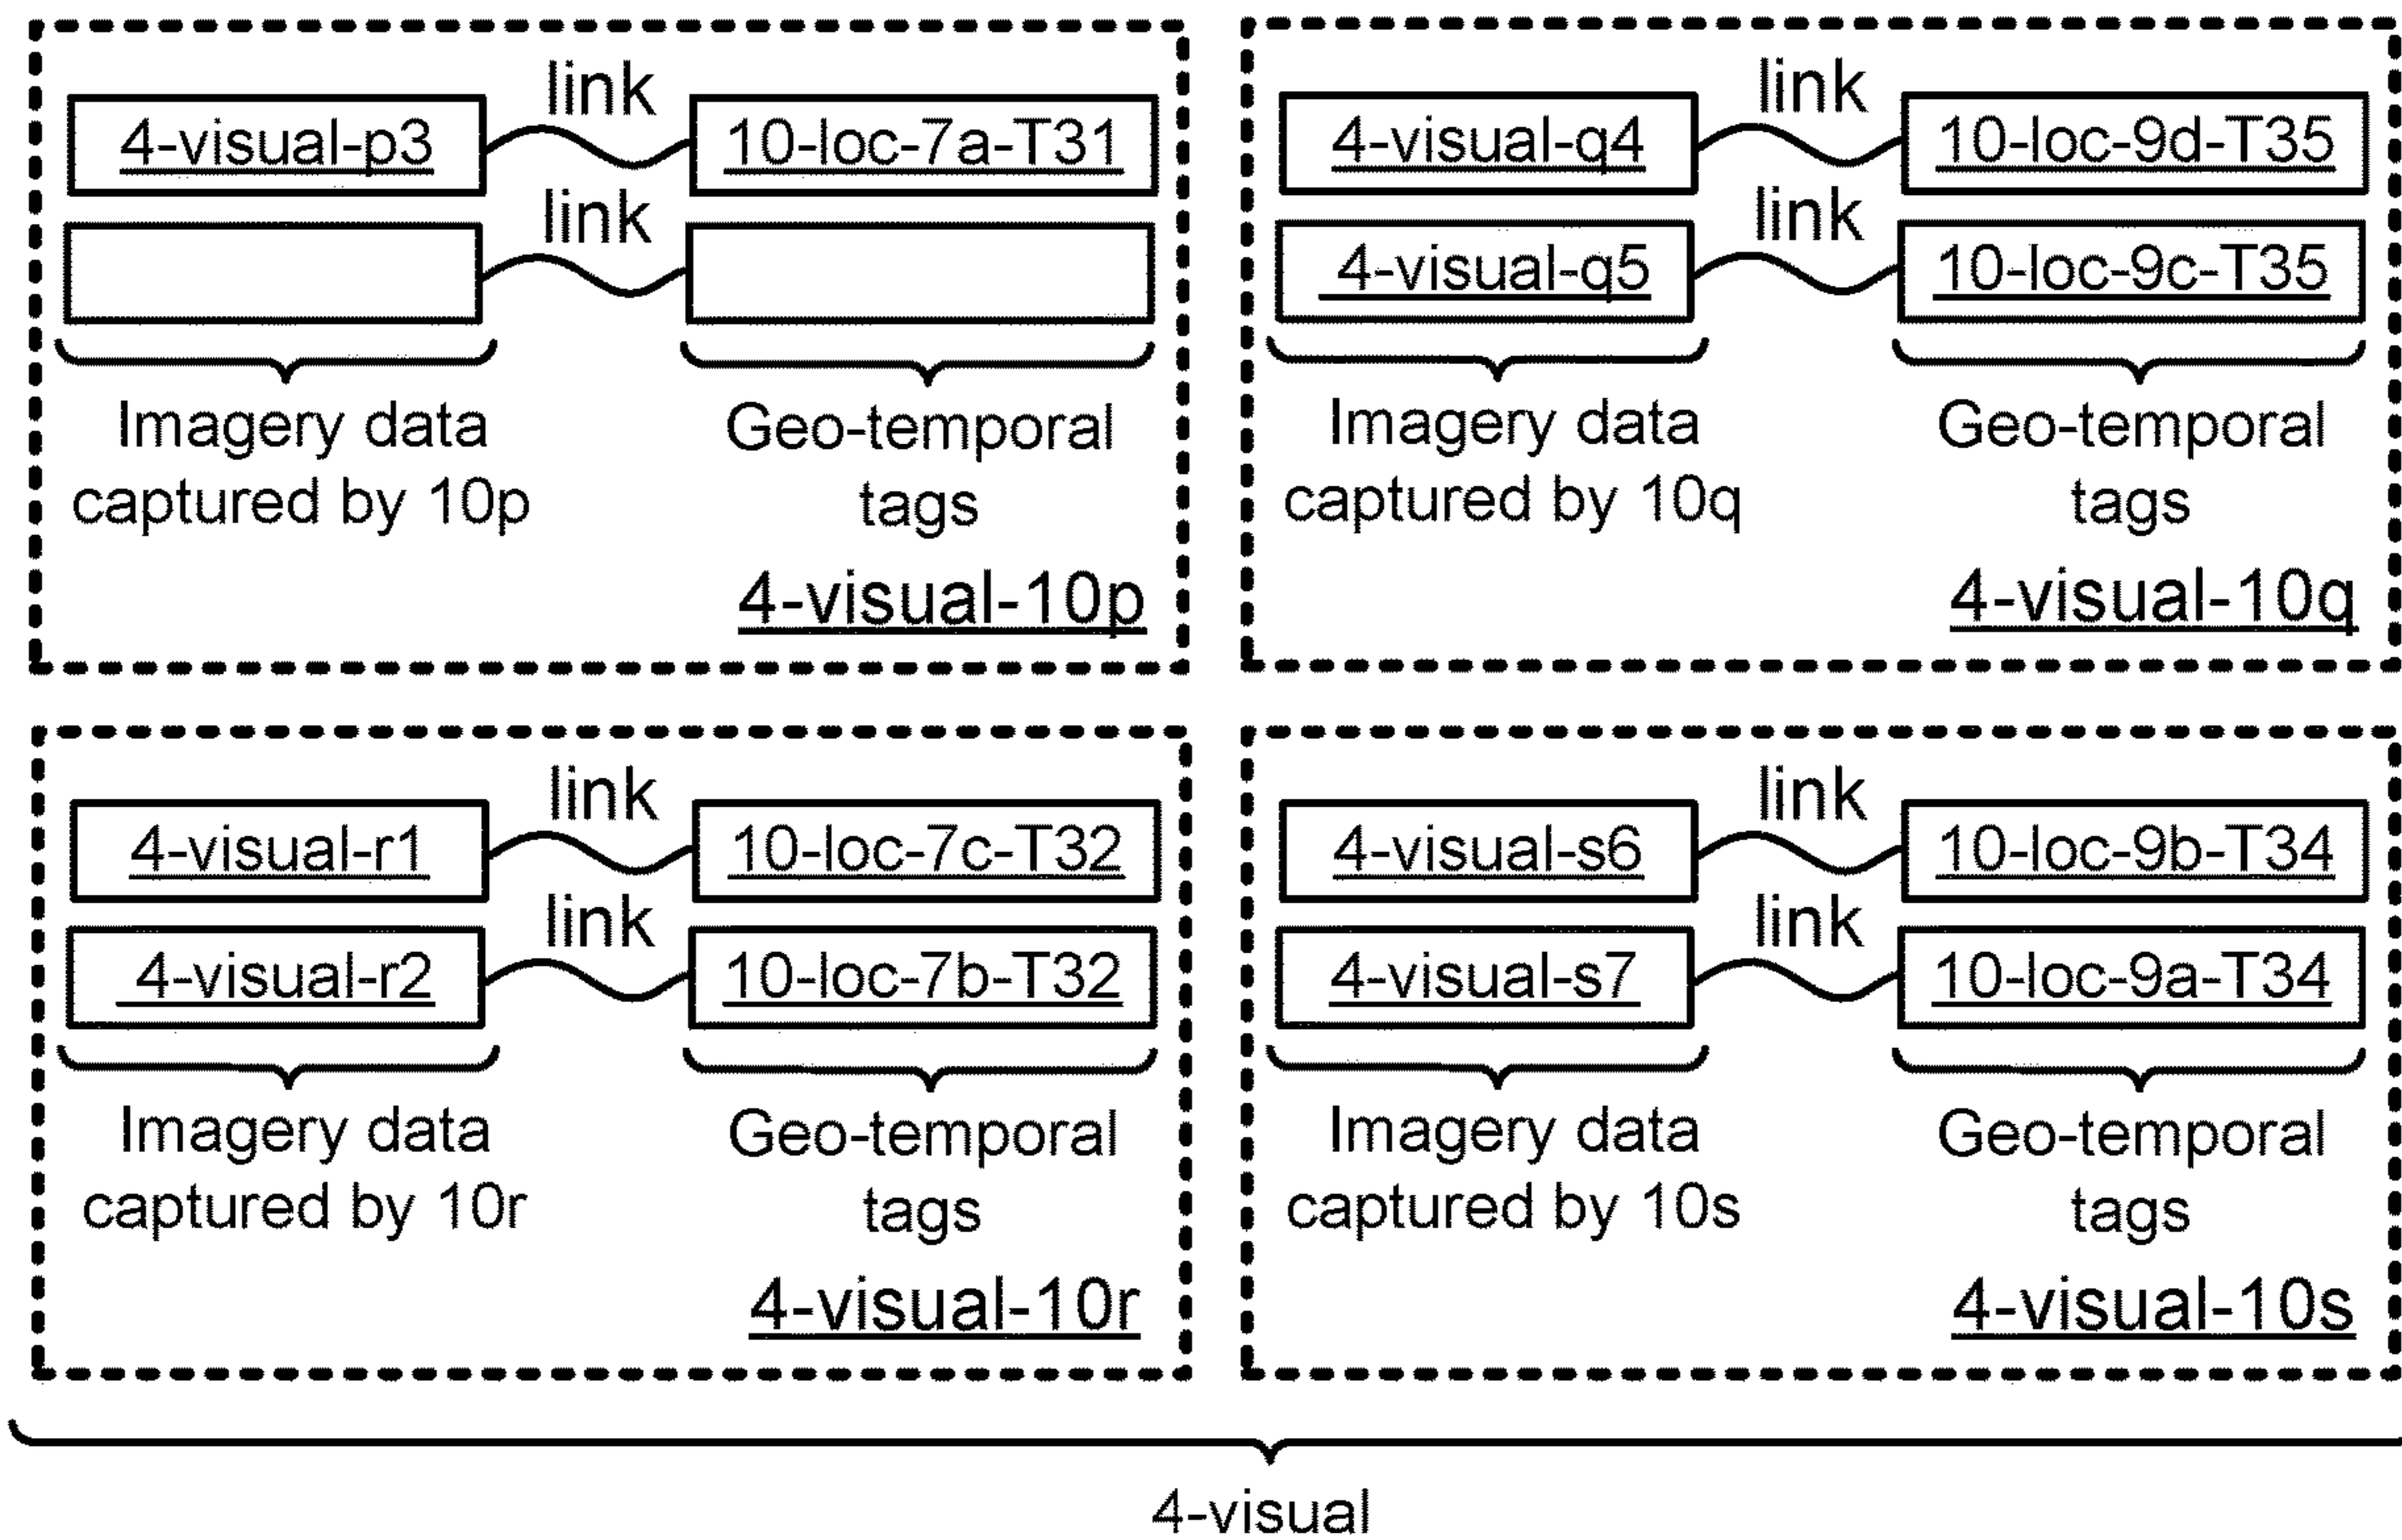 link
4-visual-p3 10-loc-7a-T31
link
Imagery data Geo-temporal
captured by 10p tags
4-visual-10p
link
4-visual-q4 10-loc-9d-T35
link
4-visual-q5 10-loc-9c-T35
Imagery data Geo-temporal
captured by 10q tags
4-visual-10q
link
4-visual-r1 10-loc-7c-T32
link
4-visual-r2 10-loc-7b-T32
Imagery data Geo-temporal
captured by 10r tags
4-visual-10r
link
4-visual-s6 10-loc-9b-T34
link
4-visual-s7 10-loc-9a-T34
Imagery data Geo-temporal
captured by 10s tags
4-visual-10s
4-visual